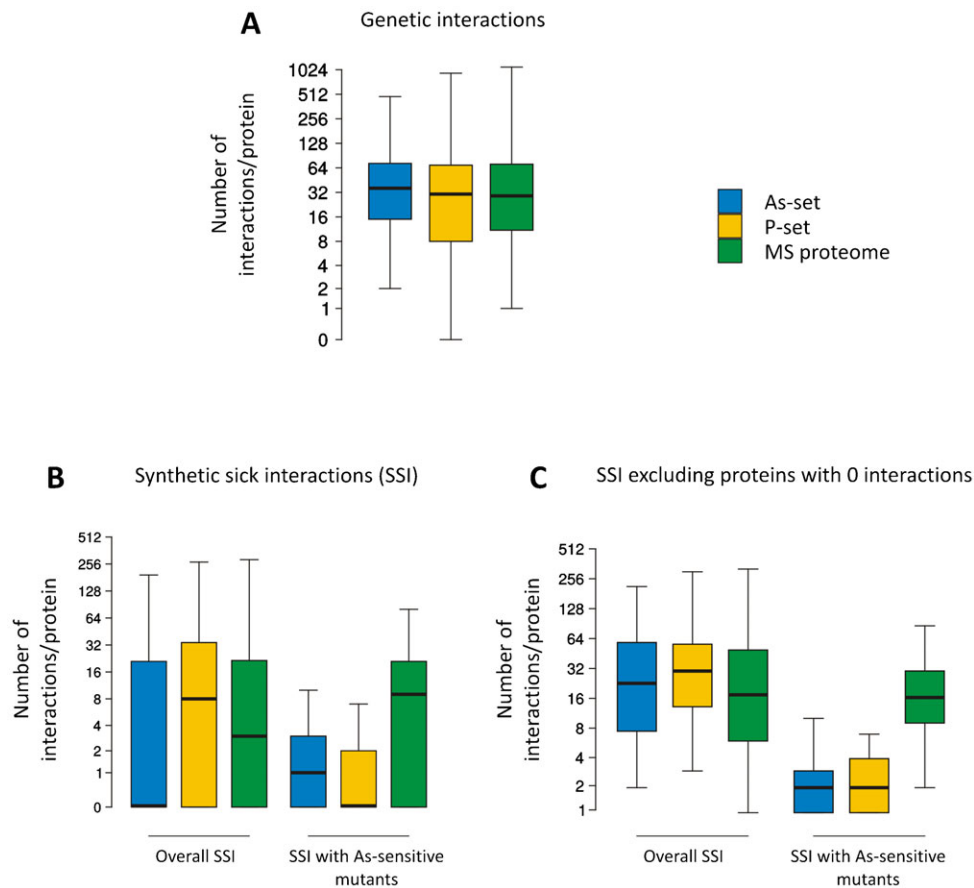 A
Genetic interactions
Number of
interactions/protein
1024
512
256
128
64
32
16
8
4
2
1
0
As-set
P-set
MS proteome
B
Synthetic sick interactions (SSI)
Number of
interactions/protein
512
256
128
64
32
16
8
4
2
1
0
Overall SSI
SSI with As-sensitive
mutants
C
SSI excluding proteins with 0 interactions
Number of
interactions/protein
512
256
128
64
32
16
8
4
2
1
Overall SSI
SSI with As-sensitive
mutants